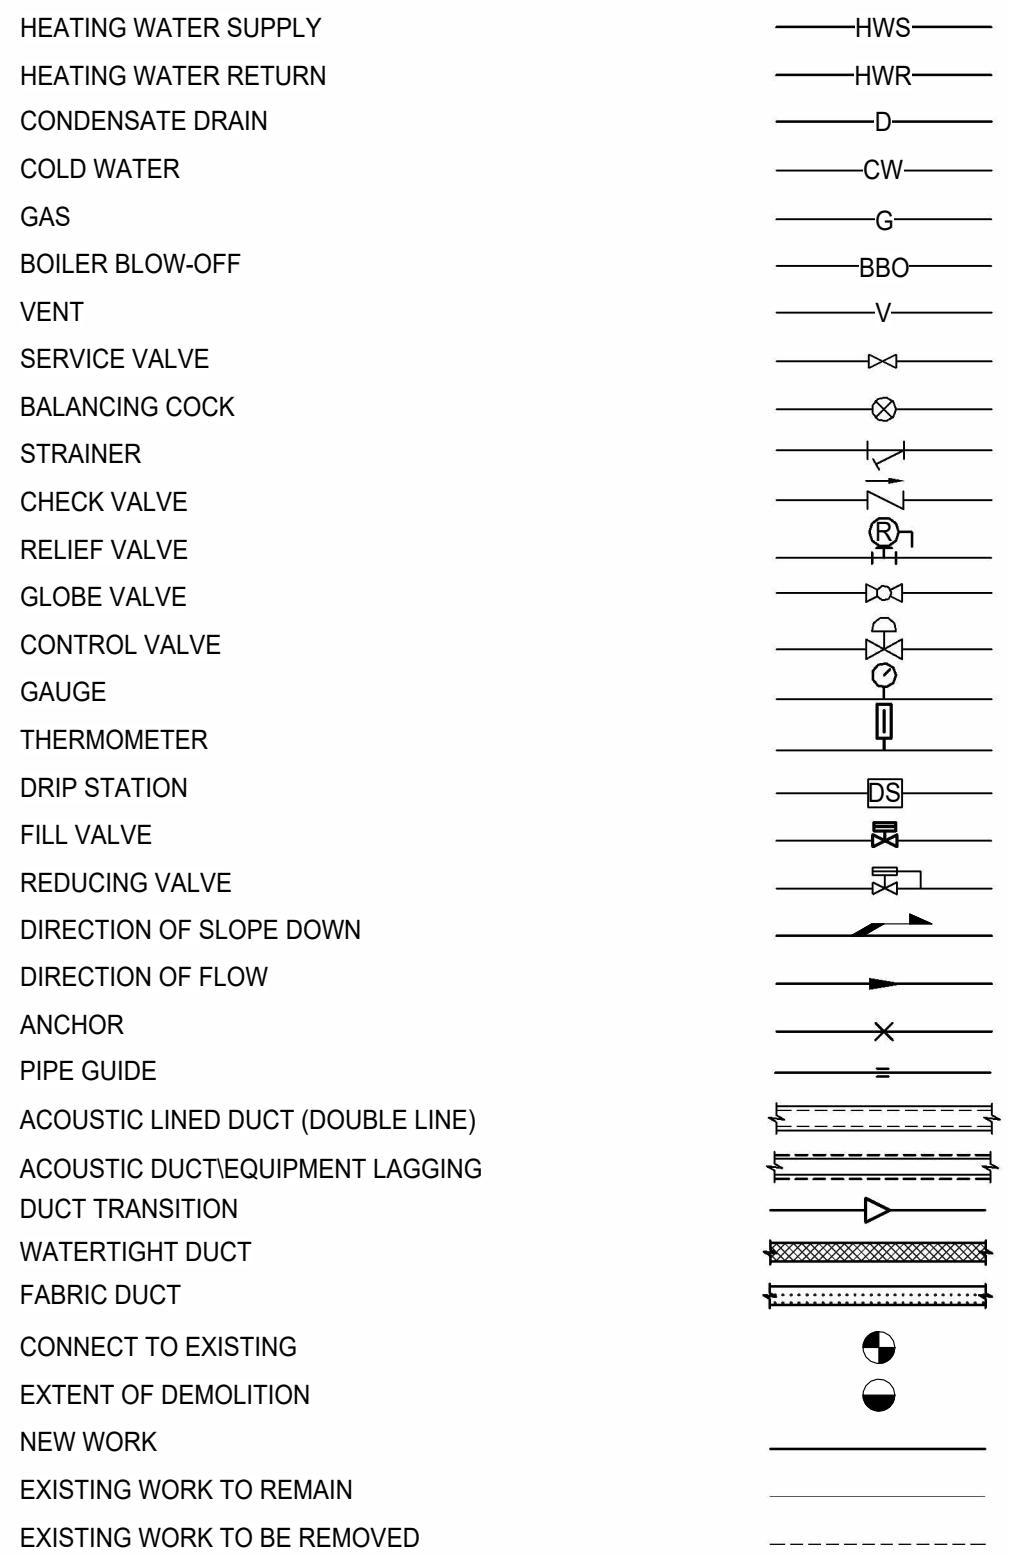 HEATING WATER SUPPLY HWS
HEATING WATER RETURN HWR
CONDENSATE DRAIN D
COLD WATER CW
GAS G
BOILER BLOW-OFF BBO
VENT V
SERVICE VALVE
BALANCING COCK
STRAINER
CHECK VALVE
RELIEF VALVE R
GLOBE VALVE
CONTROL VALVE
GAUGE
THERMOMETER
DRIP STATION DS
FILL VALVE
REDUCING VALVE
DIRECTION OF SLOPE DOWN
DIRECTION OF FLOW
ANCHOR
PIPE GUIDE
ACOUSTIC LINED DUCT (DOUBLE LINE)
ACOUSTIC DUCT\EQUIPMENT LAGGING
DUCT TRANSITION
WATERTIGHT DUCT
FABRIC DUCT
CONNECT TO EXISTING
EXTENT OF DEMOLITION
NEW WORK
EXISTING WORK TO REMAIN
EXISTING WORK TO BE REMOVED